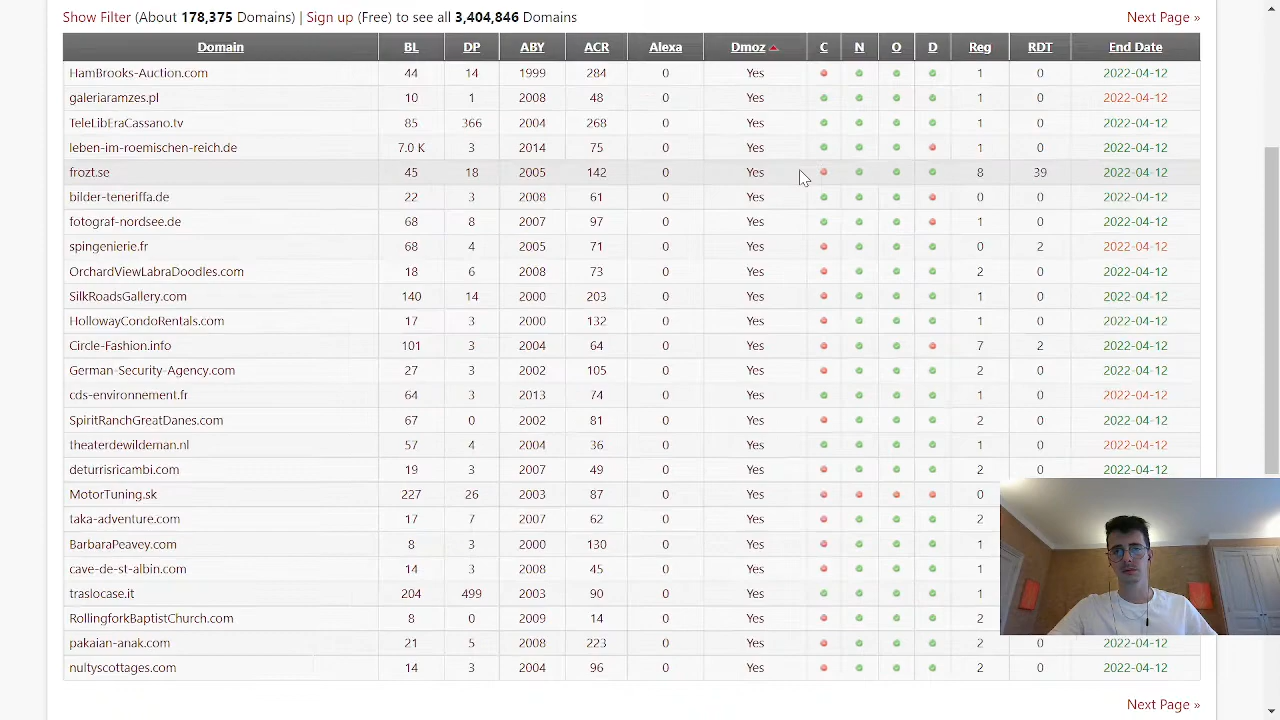 Show Filter (About 178,375 Domains) | Sign up (Free) to see all 3,404,846 Domains Next Page »
Domain BL DP ABY ACR Alexa Dmoz C N O D Reg RDT End Date
HamBrooks-Auction.com 44 14 1999 284 0 Yes 1 0 2022-04-12
galeriaramzes.pl 10 1 2008 48 0 Yes 1 0 2022-04-12
TeleLibEraCassano.tv 85 366 2004 268 0 Yes 1 0 2022-04-12
leben-im-roemischen-reich.de 7.0 K 3 2014 75 0 Yes 1 0 2022-04-12
frozt.se 45 18 2005 142 0 Yes 8 39 2022-04-12
bilder-teneriffa.de 22 3 2008 61 0 Yes 0 0 2022-04-12
fotograf-nordsee.de 68 8 2007 97 0 Yes 1 0 2022-04-12
spingenierie.fr 68 4 2005 71 0 Yes 0 2 2022-04-12
OrchardViewLabraDoodles.com 18 6 2008 73 0 Yes 2 0 2022-04-12
SilkRoadsGallery.com 140 14 2000 203 0 Yes 1 0 2022-04-12
HollowayCondoRentals.com 17 3 2000 132 0 Yes 1 0 2022-04-12
Circle-Fashion.info 101 3 2004 64 0 Yes 7 2 2022-04-12
German-Security-Agency.com 27 3 2002 105 0 Yes 2 0 2022-04-12
cds-environnement.fr 64 3 2013 74 0 Yes 1 0 2022-04-12
SpiritRanchGreatDanes.com 67 0 2002 81 0 Yes 2 0 2022-04-12
theaterdewildeman.nl 57 4 2004 36 0 Yes 1 0 2022-04-12
deturrisricambi.com 19 3 2007 49 0 Yes 2 0 2022-04-12
MotorTuning.sk 227 26 2003 87 0 Yes 0
taka-adventure.com 17 7 2007 62 0 Yes 2
BarbaraPeavey.com 8 3 2000 130 0 Yes 1
cave-de-st-albin.com 14 3 2008 45 0 Yes 1
traslocase.it 204 499 2003 90 0 Yes 1
RollingforkBaptistChurch.com 8 0 2009 14 0 Yes 2
pakaian-anak.com 21 5 2008 223 0 Yes 2 0 2022-04-12
nultyscottages.com 14 3 2004 96 0 Yes 2 0 2022-04-12
Next Page »